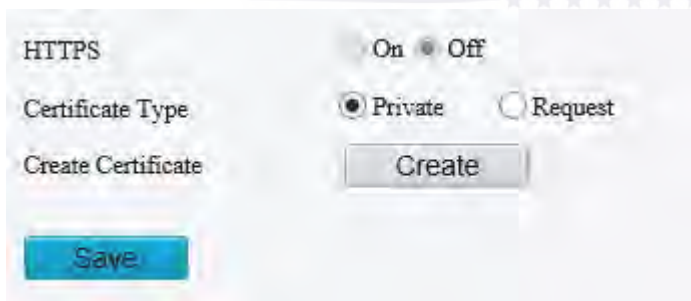 HTTPS On Off
Certificate Type Private Request
Create Certificate Create
Save